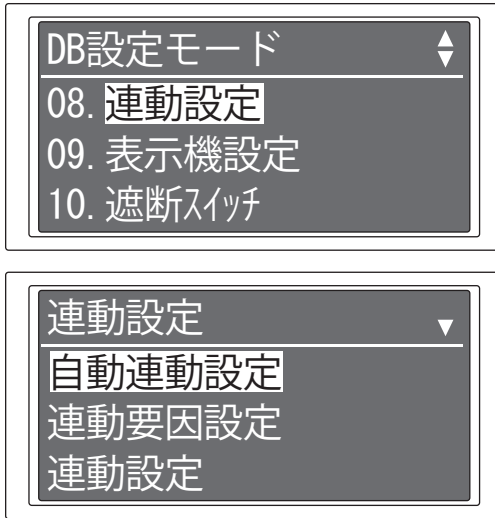 DB設定モード
08. 連動設定
09. 表示機設定
10. 遮断ｽｲｯﾁ
連動設定
自動連動設定
連動要因設定
連動設定